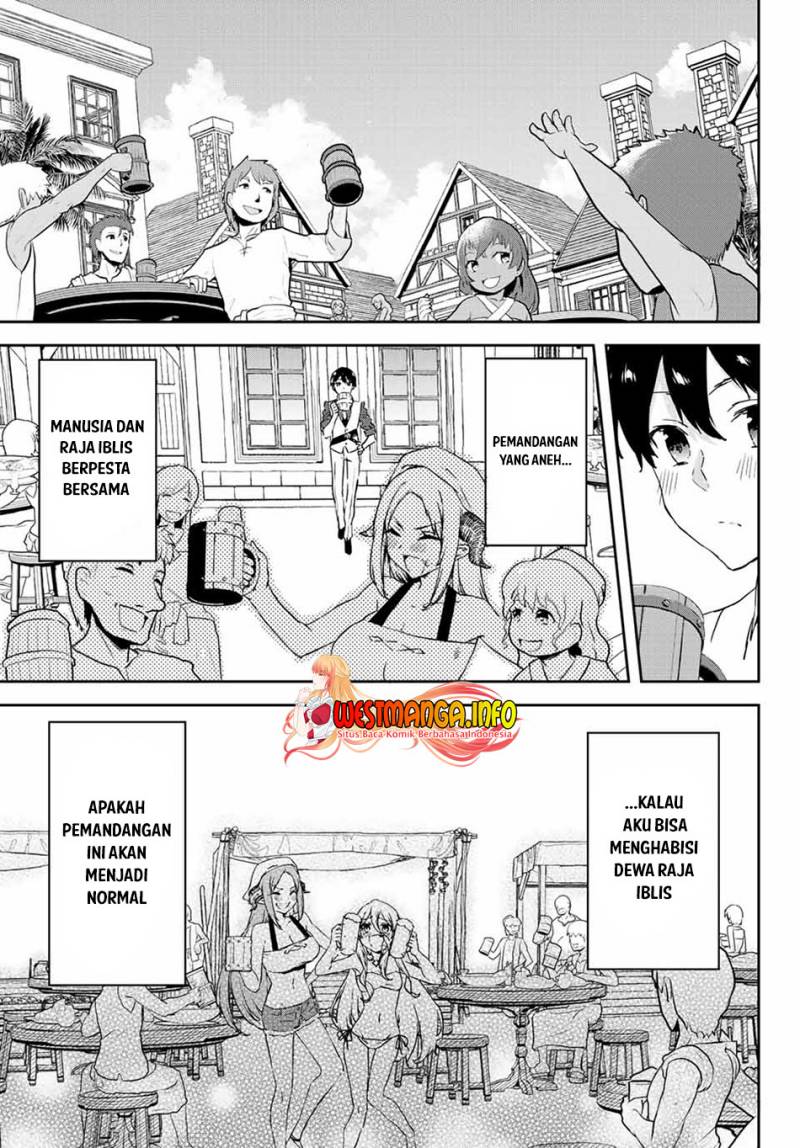 PEMANDANGAN
YANG ANEH...
MANUSIA DAN
RAJA IBLIS
BERPESTA
BERSAMA
WESTMANGA.INFO
Situs Baca Komik Berbahasa Indonesia
...KALAU
AKU BISA
MENGHABISI
DEWA RAJA
IBLIS
APAKAH
PEMANDANGAN
INI AKAN
MENJADI
NORMAL